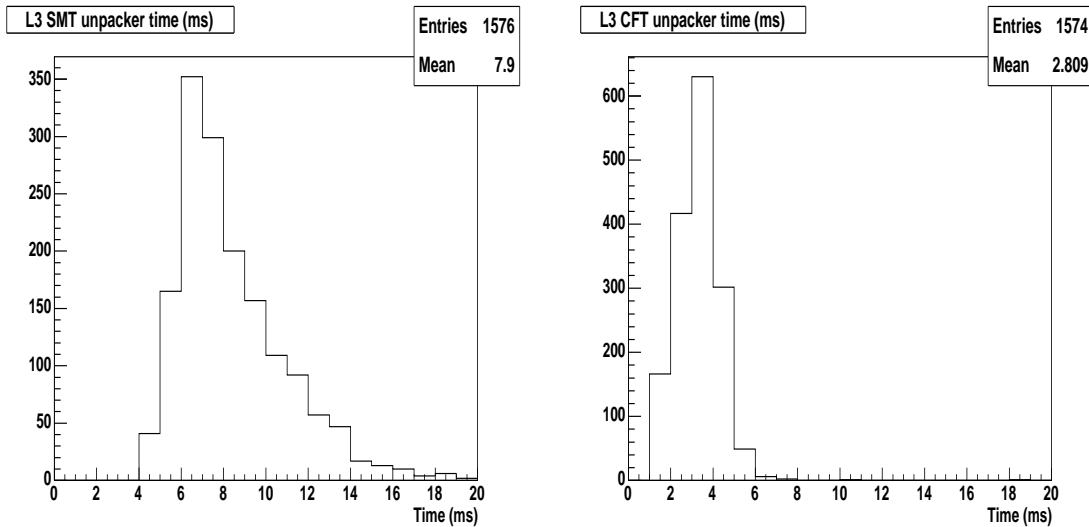 L3 SMT unpacker time (ms)
Entries 1576
Mean 7.9
350
300
250
200
150
100
50
0
0 2 4 6 8 10 12 14 16 18 20
Time (ms)
L3 CFT unpacker time (ms)
Entries 1574
Mean 2.809
600
500
400
300
200
100
0
0 2 4 6 8 10 12 14 16 18 20
Time (ms)